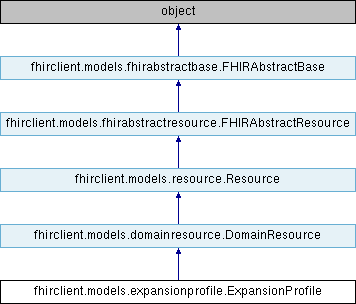 object
fhirclient.models.fhirabstractbase.FHIRAbstractBase
fhirclient.models.fhirabstractresource.FHIRAbstractResource
fhirclient.models.resource.Resource
fhirclient.models.domainresource.DomainResource
fhirclient.models.expansionprofile.ExpansionProfile